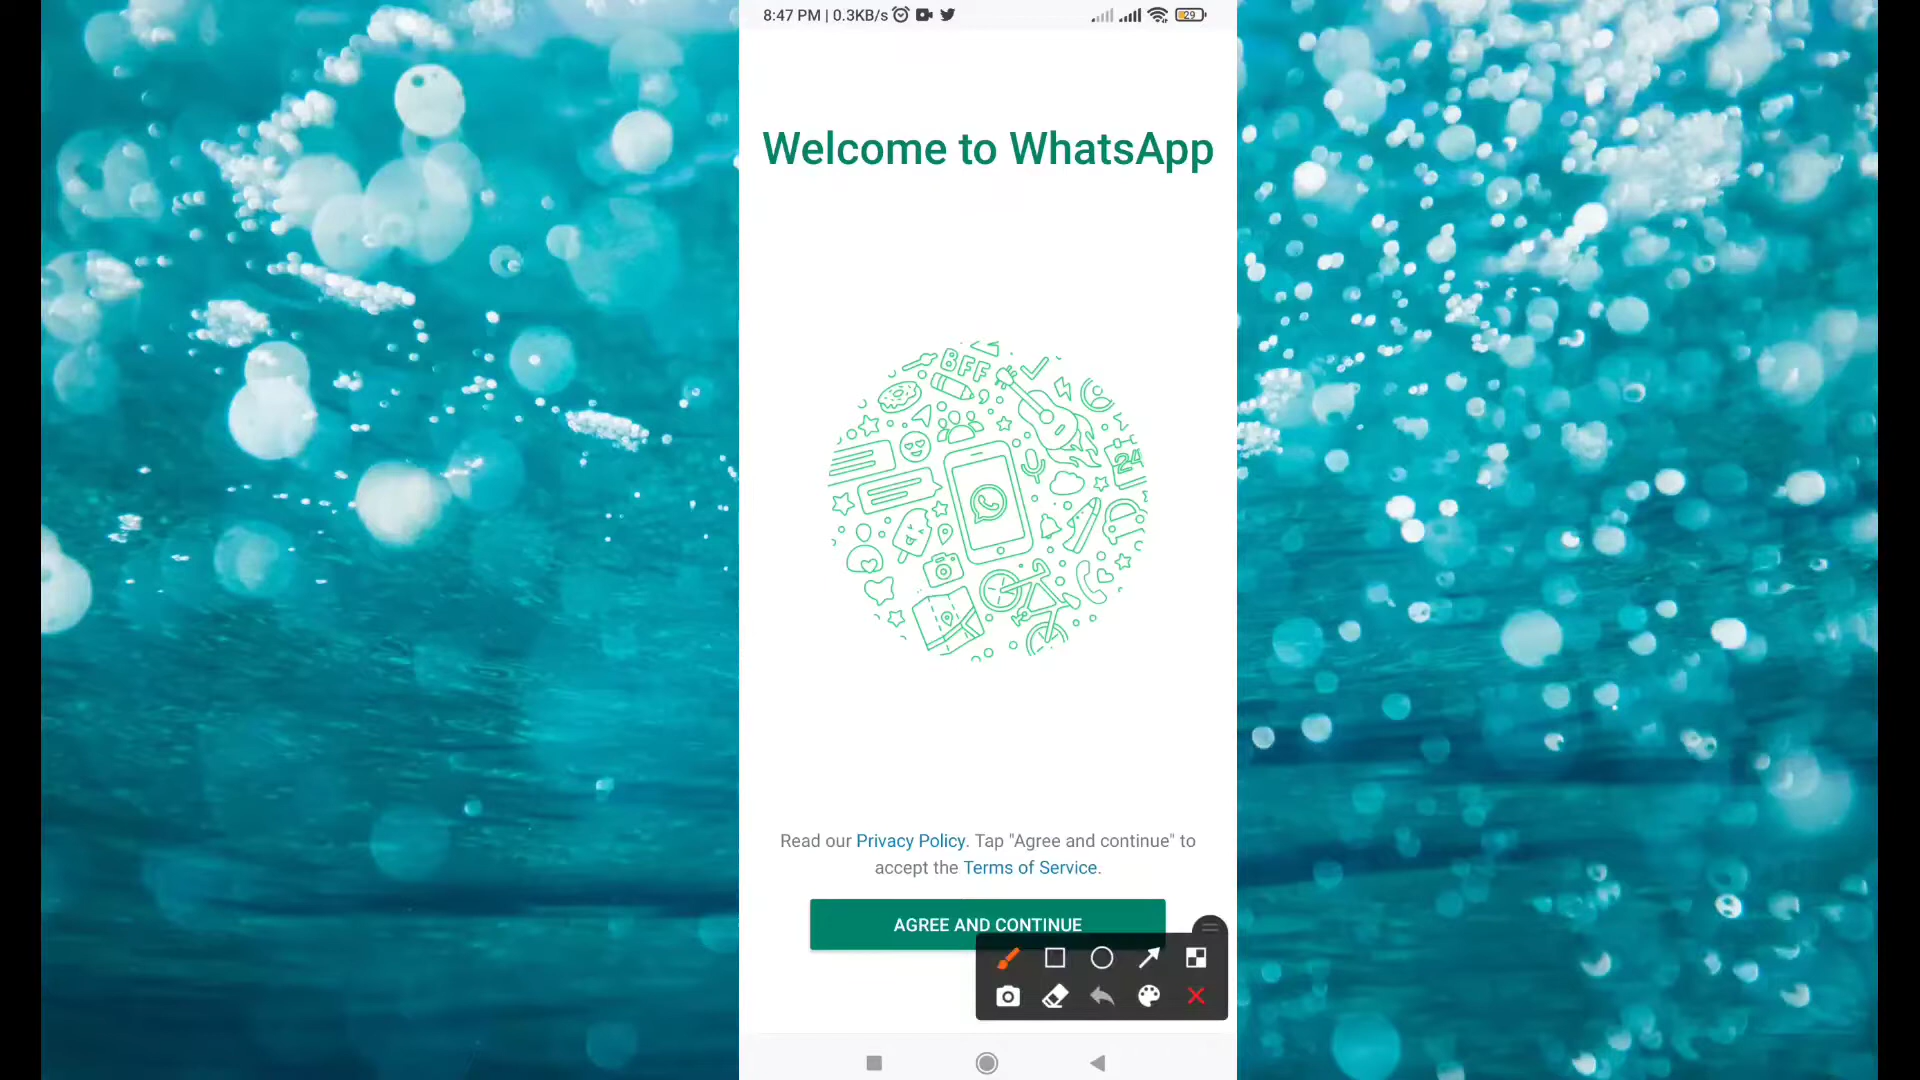 8:47 PM | 0.3KB/s
29
Welcome to WhatsApp
BFF
24
Read our Privacy Policy. Tap "Agree and continue" to
accept the Terms of Service.
AGREE AND CONTINUE